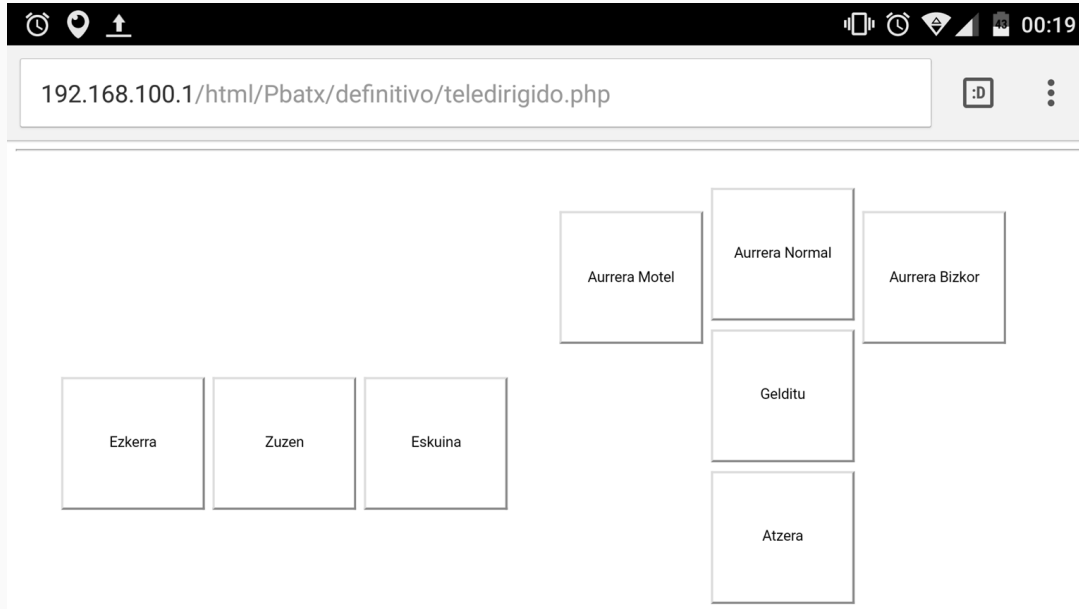 43 00:19
192.168.100.1/html/Pbatx/definitivo/teledirigido.php :D
Aurrera Normal
Aurrera Motel
Aurrera Bizkor
Gelditu
Ezkerra
Zuzen
Eskuina
Atzera